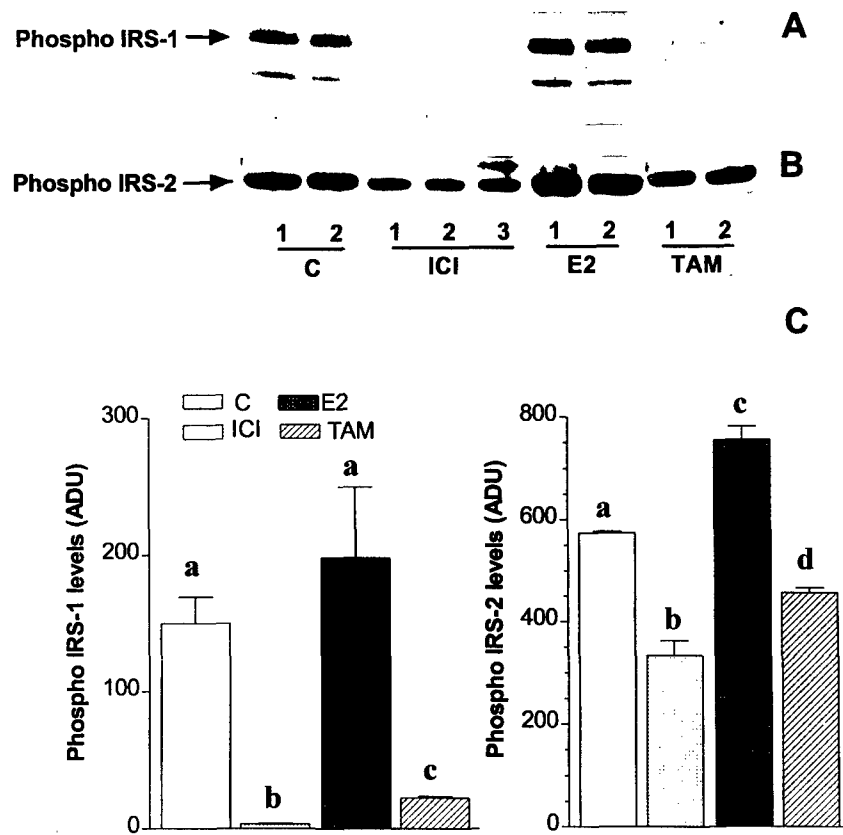 Phospho IRS-1
A
Phospho IRS-2
B
1 2 1 2 3 1 2 1 2
C ICI E2 TAM
C
C E2
ICI TAM
Phospho IRS-1 levels (ADU)
300
200
100
0
a
b
a
c
Phospho IRS-2 levels (ADU)
800
600
400
200
0
a
b
c
d